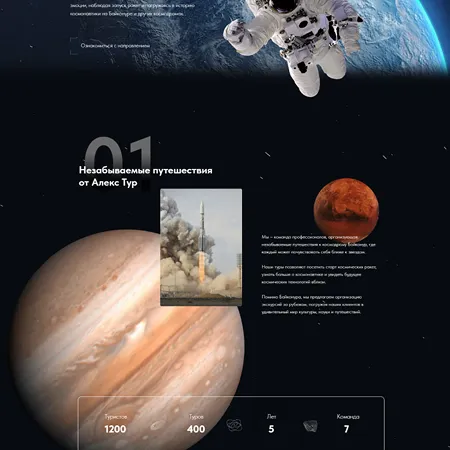 эмоции, наблюдая запуск ракет и погружаясь в историю
космонавтики на Байконуре и других космодромах.
Ознакомиться с направлением
01
Незабываемые путешествия
от Алекс Тур
Мы – команда профессионалов, организующая
незабываемые путешествия к космодрому Байконур, где
каждый может почувствовать себя ближе к звездам.
Наши туры позволяют посетить старт космических ракет,
узнать больше о космонавтике и увидеть будущее
космических технологий вблизи.
Помимо Байконура, мы предлагаем организацию
экскурсий за рубежом, погружая наших клиентов в
удивительный мир культуры, науки и путешествий.
Туристов
Туров
Лет
Команда
1200
400
5
7